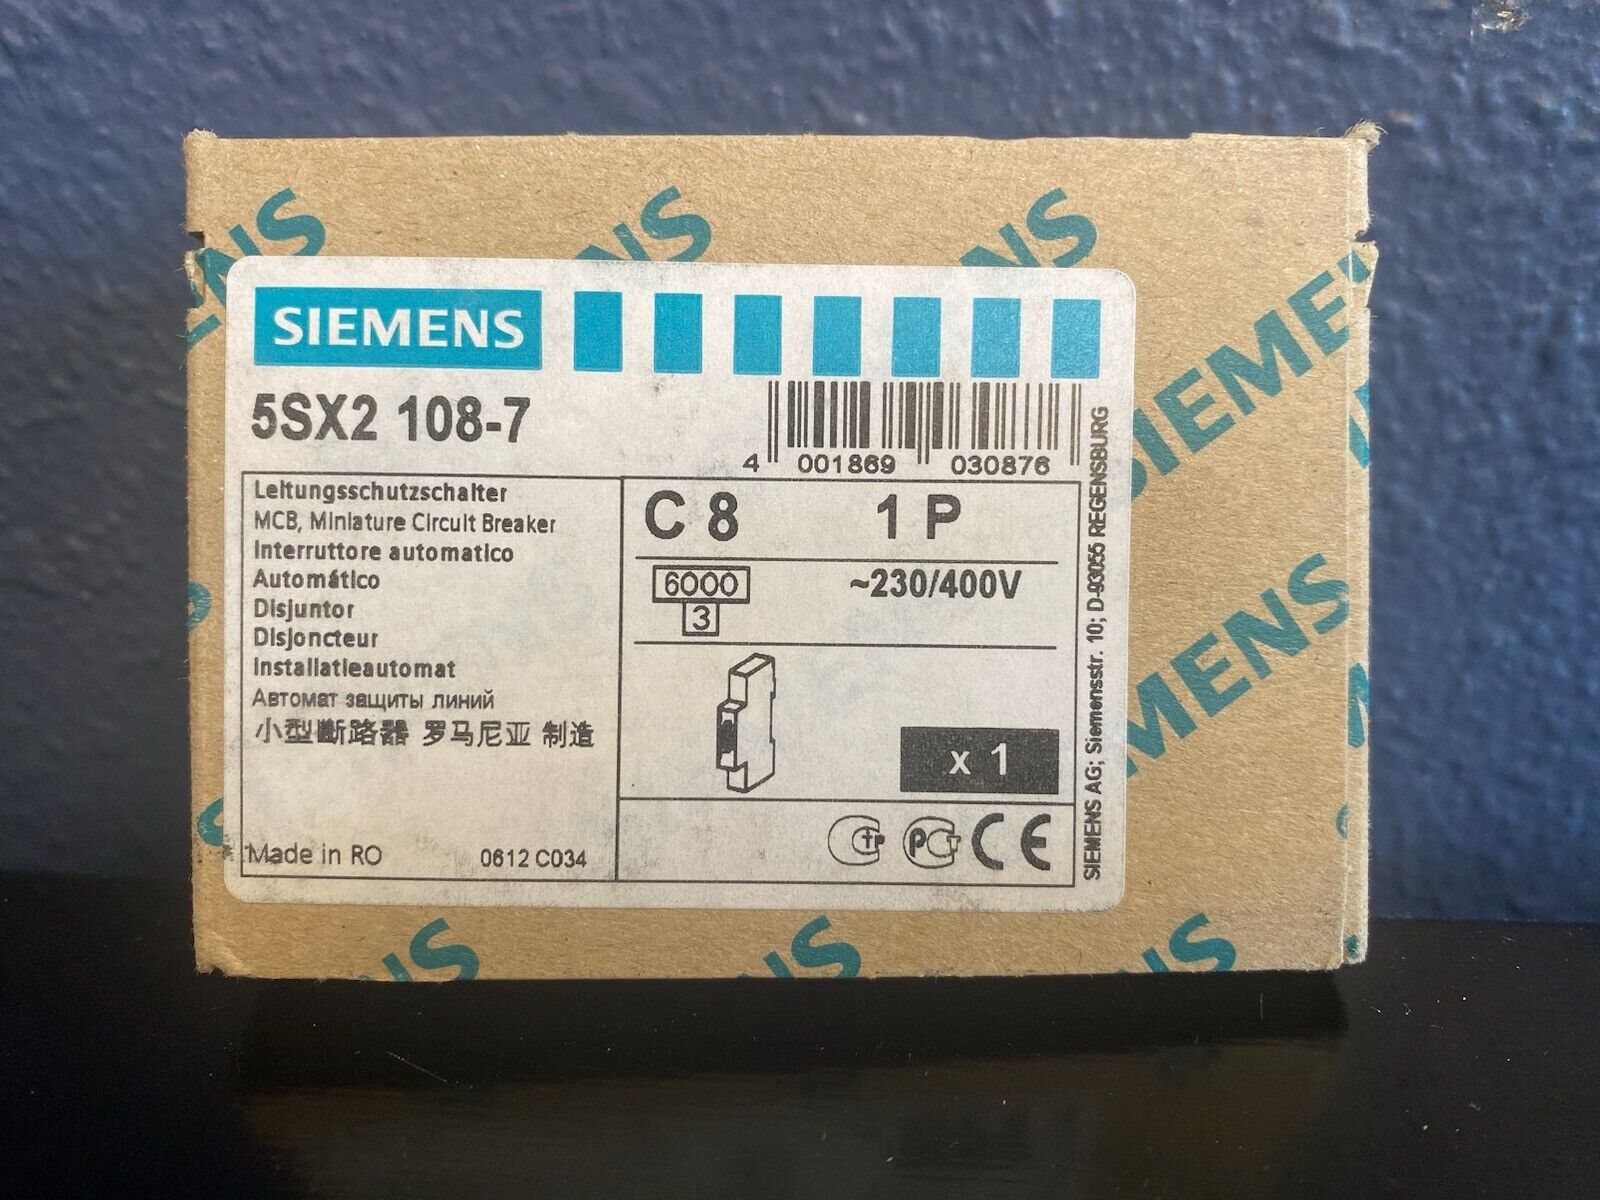 SIEMENS
5SX2 108-7
4 001869 030876
Leitungsschutzschalter
MCB, Miniature Circuit Breaker
Interruttore automatico
Automático
Disjuntor
Disjoncteur
Installatieautomat
Автомат защиты линий
小型斷路器 罗马尼亚 制造
Made in RO 0612 C034
C 8 1 P
6000
3
~230/400V
x 1
CE
SIEMENS AG; Siemensstr. 10; D-93055 REGENSBURG
SIEMENS
SIEMENS